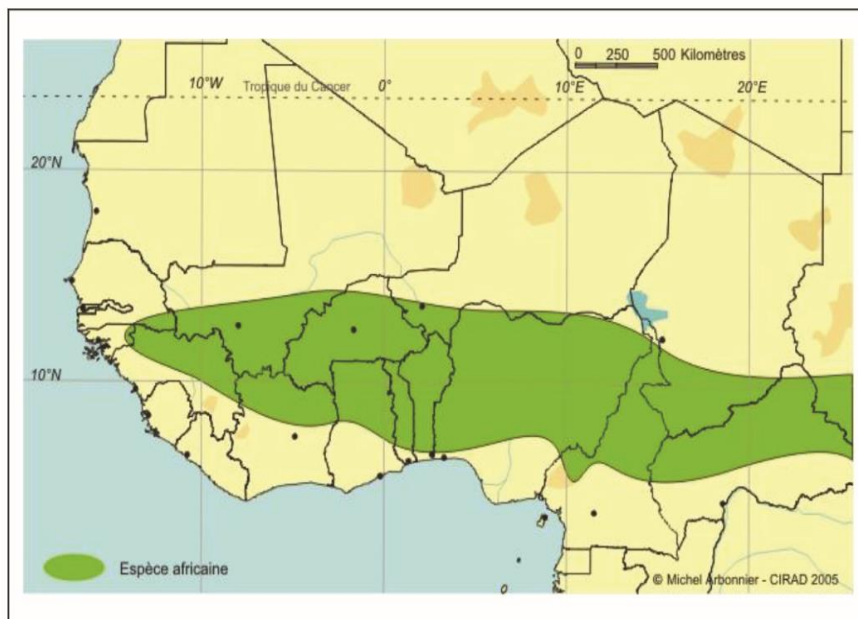 0 250 500 Kilomètres
10°W
Tropique du Cancer
0°
10°E
20°E
20°N
10°N
Espèce africaine
© Michel Arbonnier - CIRAD 2005
0